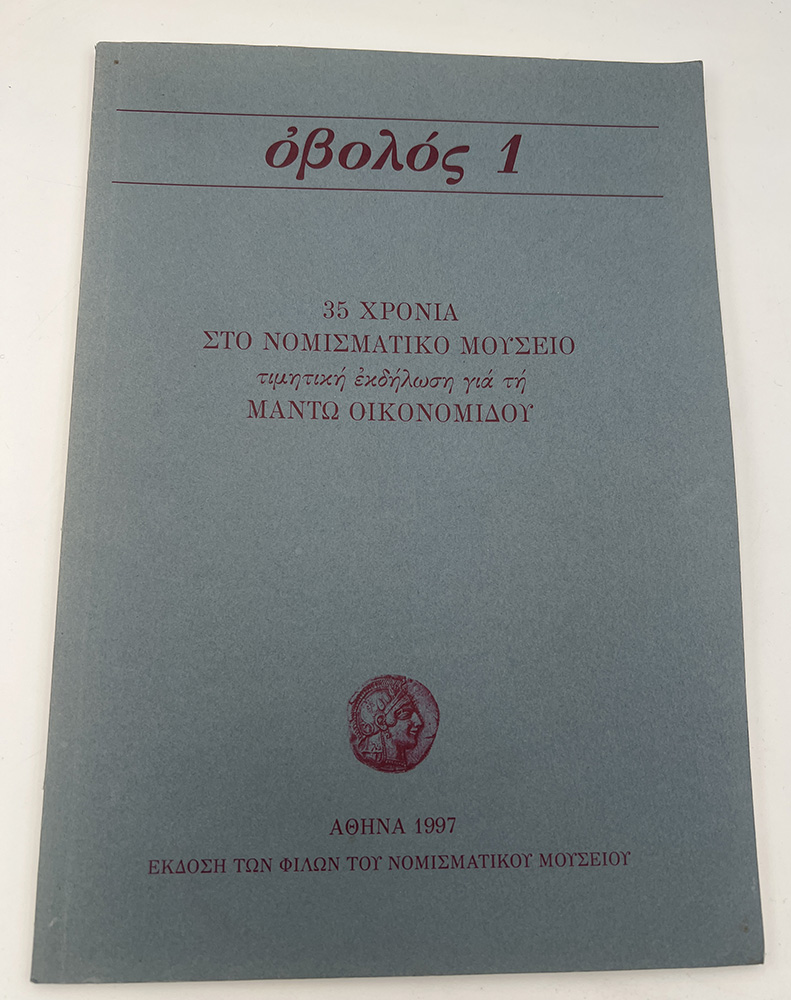 ὀβολός 1
35 ΧΡΟΝΙΑ
ΣΤΟ ΝΟΜΙΣΜΑΤΙΚΟ ΜΟΥΣΕΙΟ
τιμητική ἐκδήλωση γιά τή
ΜΑΝΤΩ ΟΙΚΟΝΟΜΙΔΟΥ
ΑΘΗΝΑ 1997
ΕΚΔΟΣΗ ΤΩΝ ΦΙΛΩΝ ΤΟΥ ΝΟΜΙΣΜΑΤΙΚΟΥ ΜΟΥΣΕΙΟΥ